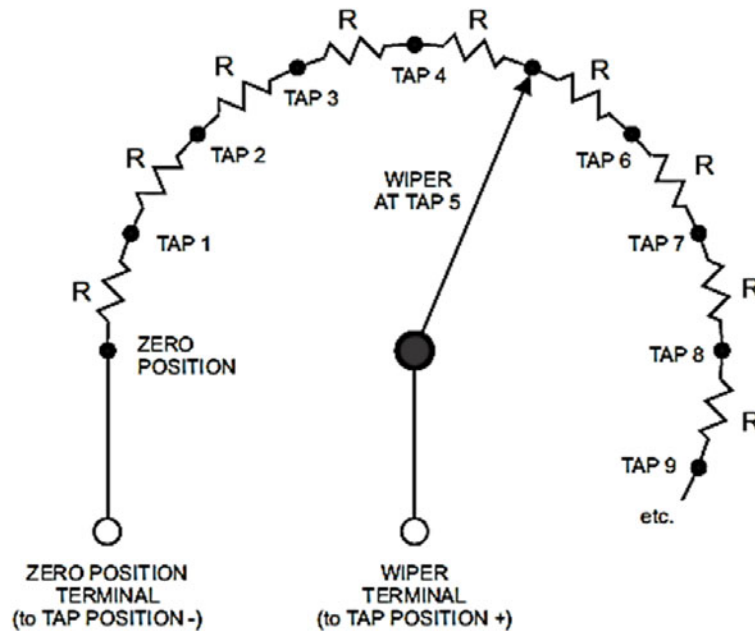 R
R
R
R
R
R
R
R
R
TAP 1
TAP 2
TAP 3
TAP 4
WIPER
AT TAP 5
TAP 6
TAP 7
TAP 8
TAP 9
etc.
ZERO
POSITION
ZERO POSITION
TERMINAL
(to TAP POSITION -)
WIPER
TERMINAL
(to TAP POSITION +)